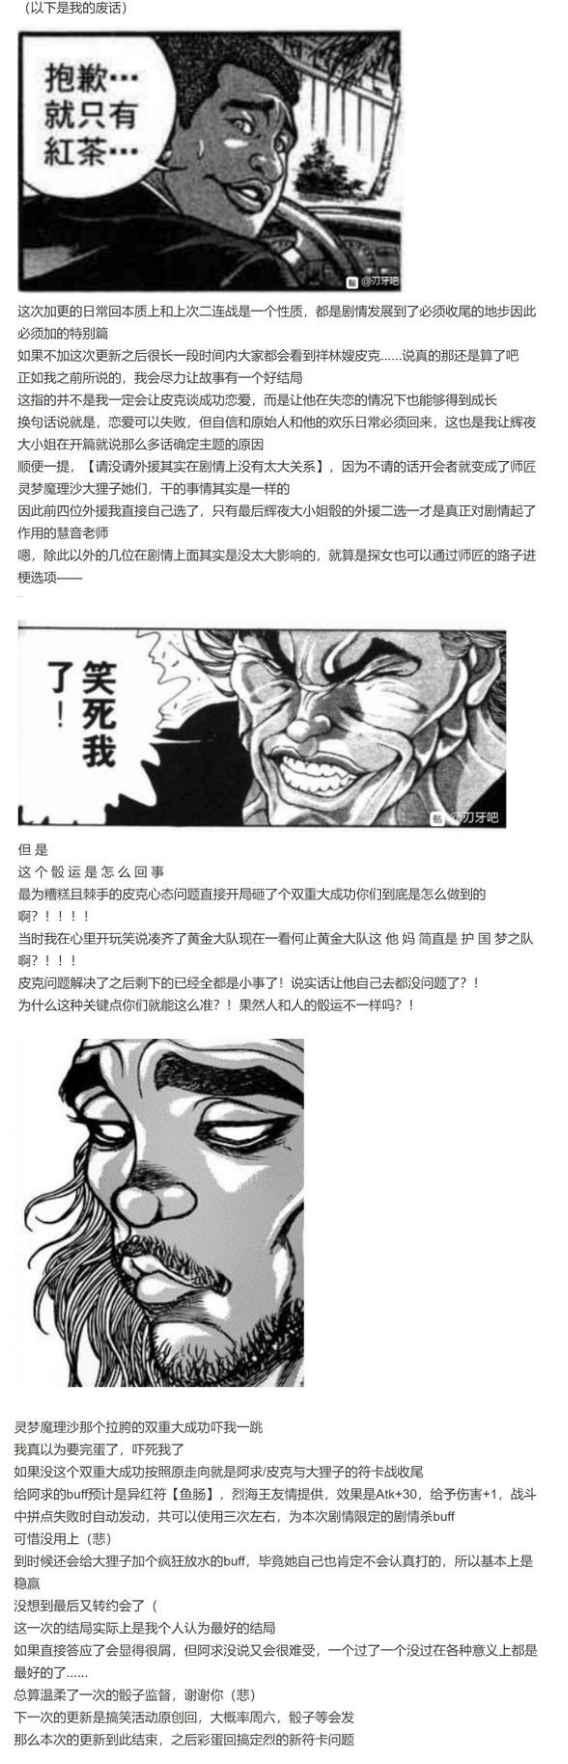 （以下是我的废话）
抱歉…
就只有
紅茶…
貼 @刃牙吧
这次加更的日常回本质上和上次二连战是一个性质，都是剧情发展到了必须收尾的地步因此
必须加的特别篇
如果不加这次更新之后很长一段时间内大家都会看到祥林嫂皮克......说真的那还是算了吧
正如我之前所说的，我会尽力让故事有一个好结局
这指的并不是我一定会让皮克谈成功恋爱，而是让他在失恋的情况下也能够得到成长
换句话说就是，恋爱可以失败，但自信和原始人和他的欢乐日常必须回来，这也是我让辉夜
大小姐在开篇就说那么多话确定主题的原因
顺便一提，【请没请外援其实在剧情上没有太大关系】，因为不请的话开会者就变成了师匠
灵梦魔理沙大狸子她们，干的事情其实是一样的
因此前四位外援我直接自己选了，只有最后辉夜大小姐骰的外援二选一才是真正对剧情起了
作用的慧音老师
嗯，除此以外的几位在剧情上面其实是没太大影响的，就算是探女也可以通过师匠的路子进
梗选项——
笑死我
了！
貼 @刃牙吧
但 是
这 个 骰 运 是 怎 么 回 事
最为糟糕且棘手的皮克心态问题直接开局砸了个双重大成功你们到底是怎么做到的
啊？！！！！
当时我在心里开玩笑说凑齐了黄金大队现在一看何止黄金大队这 他 妈 简直是 护 国 梦之队
啊？！！！
皮克问题解决了之后剩下的已经全都是小事了！说实话让他自己去都没问题了？！
为什么这种关键点你们就能这么准？！果然人和人的骰运不一样吗？！
灵梦魔理沙那个拉胯的双重大成功吓我一跳
我真以为要完蛋了，吓死我了
如果没这个双重大成功按照原走向就是阿求/皮克与大狸子的符卡战收尾
给阿求的buff预计是异红符【鱼肠】，烈海王友情提供，效果是Atk+30，给予伤害+1，战斗
中拼点失败时自动发动，共可以使用三次左右，为本次剧情限定的剧情杀buff
可惜没用上（悲）
到时候还会给大狸子加个疯狂放水的buff，毕竟她自己也肯定不会认真打的，所以基本上是
稳赢
没想到最后又转约会了（
这一次的结局实际上是我个人认为最好的结局
如果直接答应了会显得很屑，但阿求没说又会很难受，一个过了一个没过在各种意义上都是
最好的了......
总算温柔了一次的骰子监督，谢谢你（悲）
下一次的更新是搞笑活动原创回，大概率周六，骰子等会发
那么本次的更新到此结束，之后彩蛋回搞定烈的新符卡问题